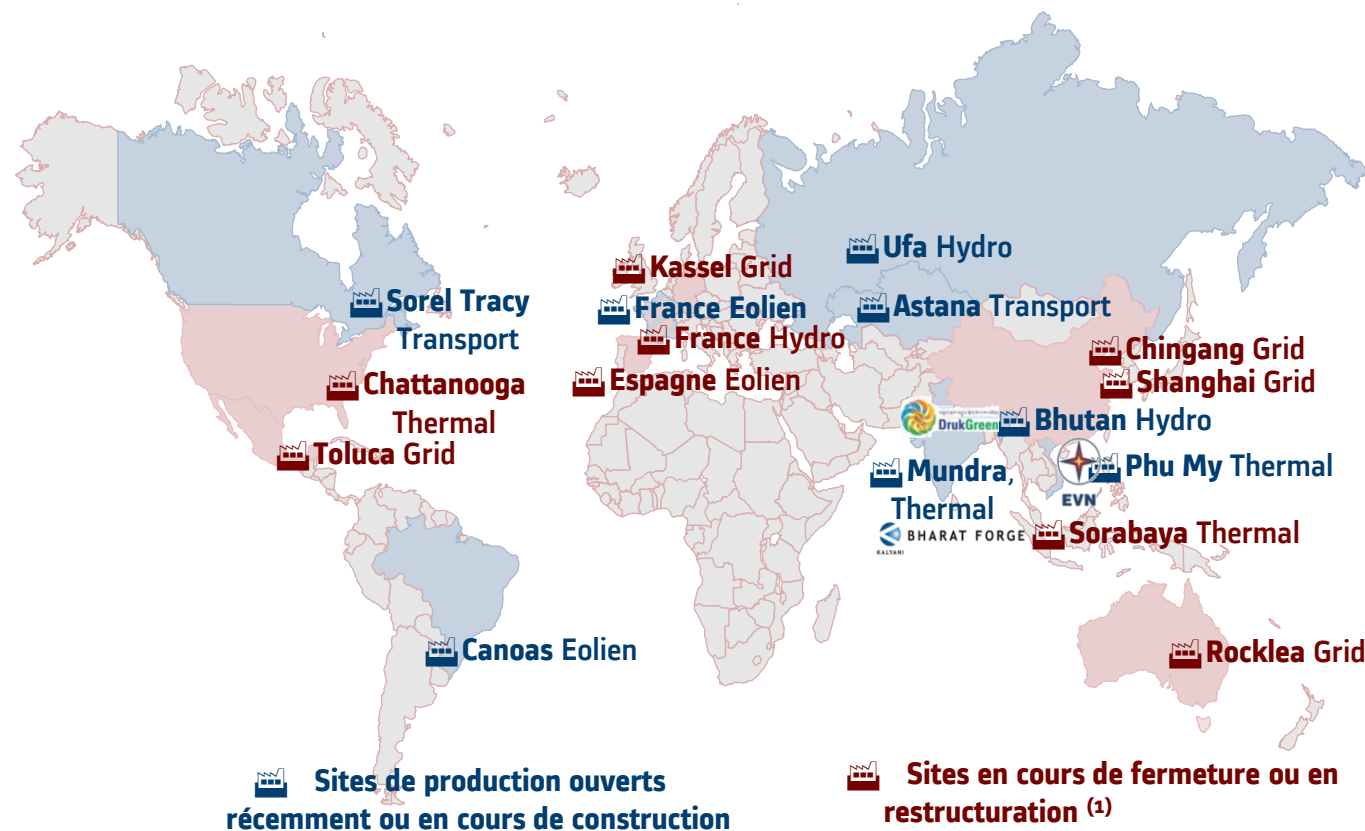 Ufa Hydro
Kassel Grid
Sorel Tracy
Transport
France Eolien
Astana Transport
France Hydro
Chingang Grid
Chattanooga
Thermal
Espagne Eolien
Shanghai Grid
DrukGreen
Bhutan Hydro
Toluca Grid
Mundra,
Thermal
Phu My Thermal
EVN
BHARAT FORGE
KALYANI
Sorabaya Thermal
Canoas Eolien
Rocklea Grid
Sites de production ouverts
récemment ou en cours de construction
Sites en cours de fermeture ou en
restructuration (1)